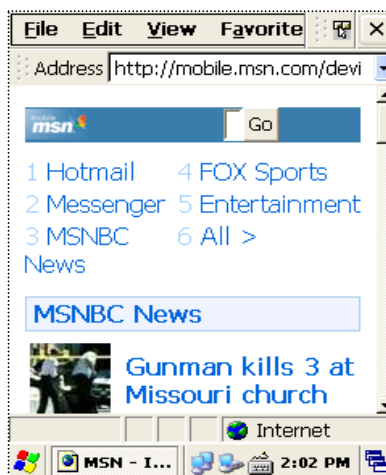 File Edit View Favorite
Address http://mobile.msn.com/devi
mobile
msn Go
1 Hotmail 4 FOX Sports
2 Messenger 5 Entertainment
3 MSNBC News 6 All >
MSNBC News
Gunman kills 3 at
Missouri church
Internet
MSN - I... 2:02 PM